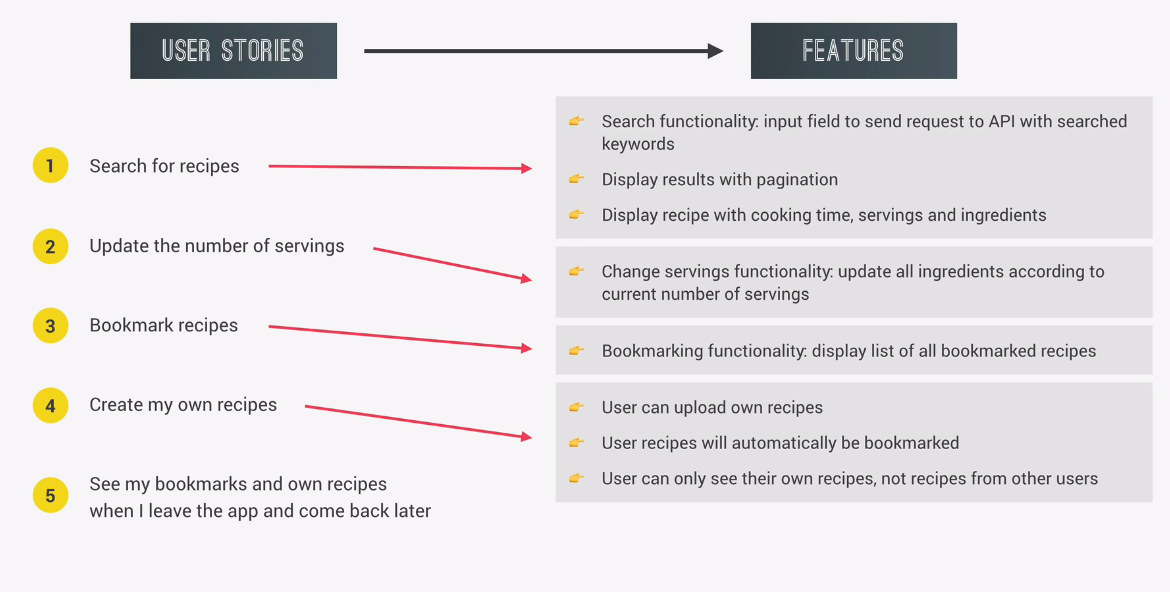 USER STORIES
FEATURES
1 Search for recipes
2 Update the number of servings
3 Bookmark recipes
4 Create my own recipes
5 See my bookmarks and own recipes
when I leave the app and come back later
Search functionality: input field to send request to API with searched
keywords
Display results with pagination
Display recipe with cooking time, servings and ingredients
Change servings functionality: update all ingredients according to
current number of servings
Bookmarking functionality: display list of all bookmarked recipes
User can upload own recipes
User recipes will automatically be bookmarked
User can only see their own recipes, not recipes from other users